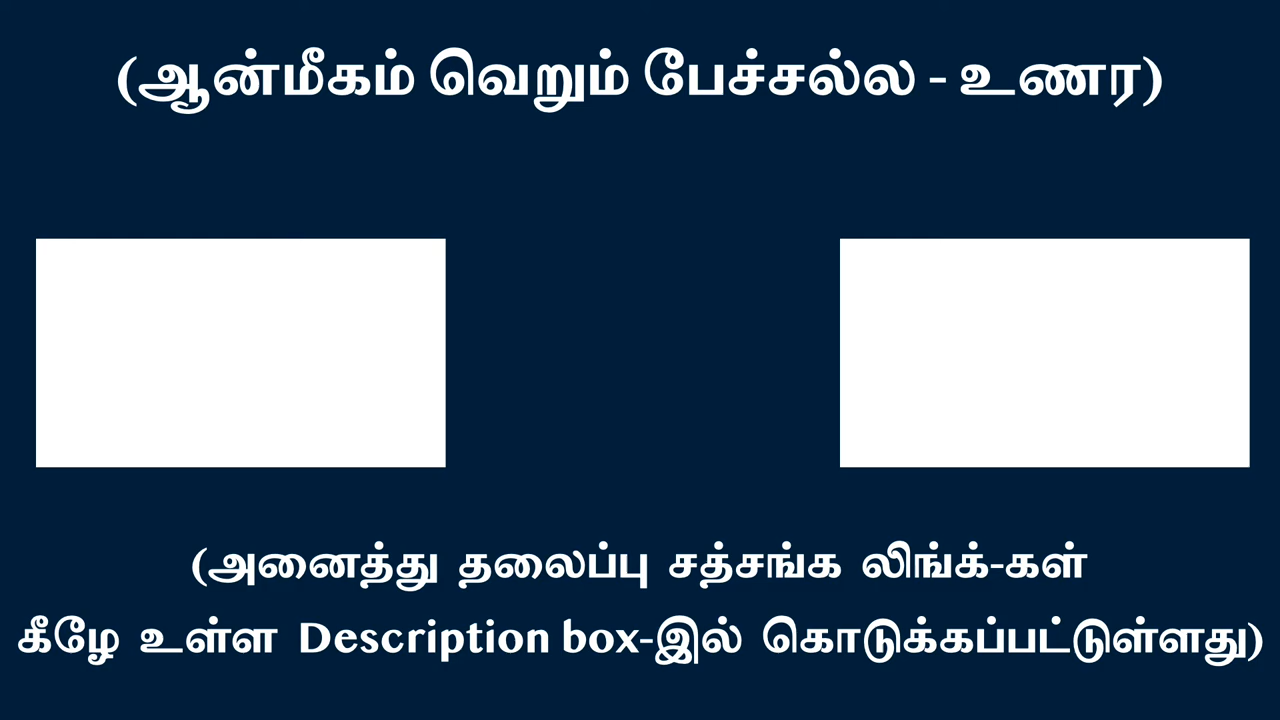 (ஆன்மீகம் வெறும் பேச்சல்ல - உணர)
(அனைத்து தலைப்பு சத்சங்க லிங்க்-கள்
கீழே உள்ள Description box-இல் கொடுக்கப்பட்டுள்ளது)